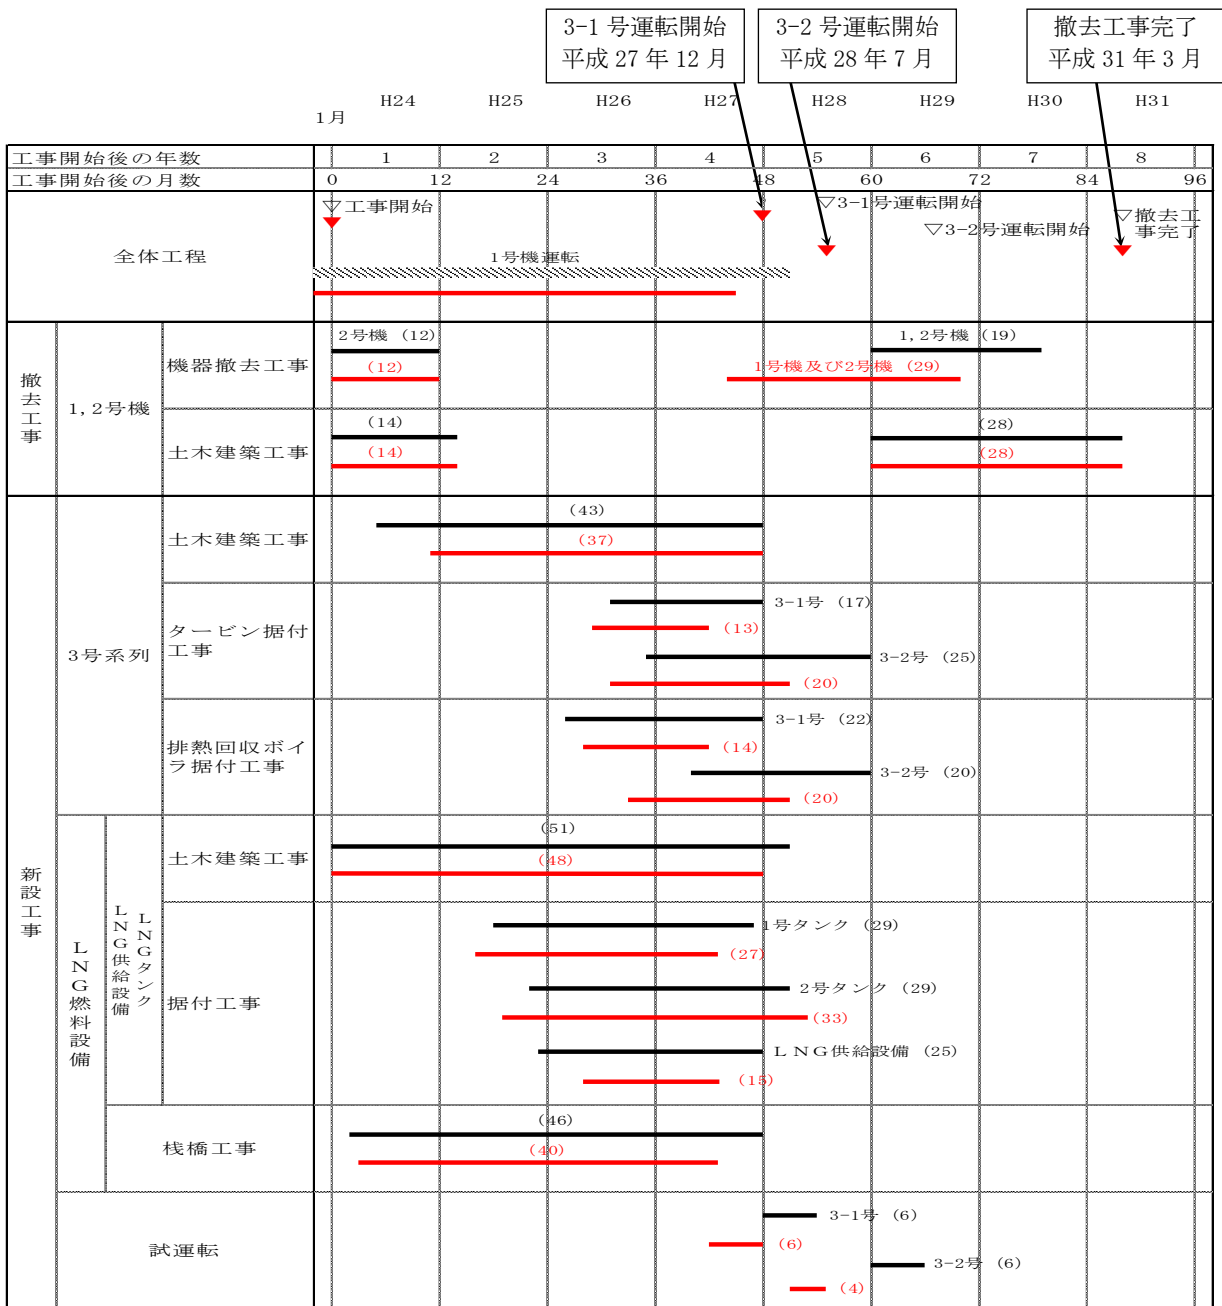 3-1 号運転開始
平成 27 年 12 月
3-2 号運転開始
平成 28 年 7 月
撤去工事完了
平成 31 年 3 月
H24 H25 H26 H27 H28 H29 H30 H31
1月
工事開始後の年数 1 2 3 4 5 6 7 8
工事開始後の月数 0 12 24 36 48 60 72 84 96
全体工程
▽工事開始
▽3-1号運転開始
▽3-2号運転開始
▽撤去工
事完了
1号機運転
撤去工事
1,2号機
機器撤去工事
2号機 (12)
(12)
1,2号機 (19)
1号機及び2号機 (29)
土木建築工事
(14)
(14)
(28)
(28)
新設工事
3号系列
土木建築工事
(43)
(37)
タービン据付
工事
3-1号 (17)
(13)
3-2号 (25)
(20)
排熱回収ボイ
ラ据付工事
3-1号 (22)
(14)
3-2号 (20)
(20)
LNG燃料設備
LNGタンク
LNG供給設備
土木建築工事
(51)
(48)
据付工事
1号タンク (29)
(27)
2号タンク (29)
(33)
LNG供給設備 (25)
(15)
桟橋工事
(46)
(40)
試運転
3-1号 (6)
(6)
3-2号 (6)
(4)